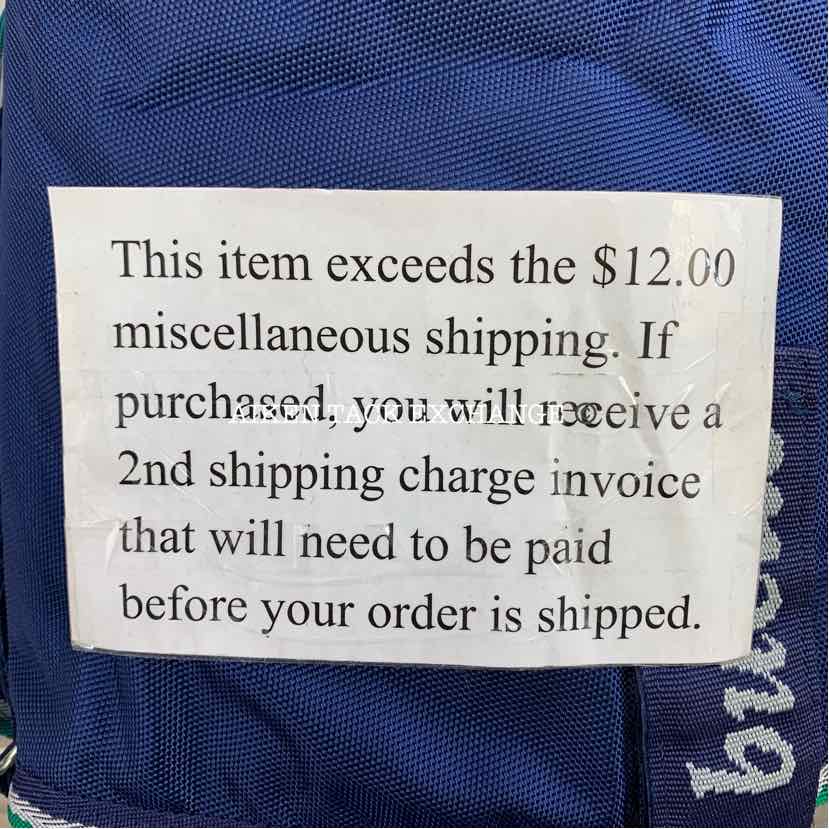 This item exceeds the $12.00
miscellaneous shipping. If
purchased, you will receive a
AIKEN TACK EXCHANGE ©
2nd shipping charge invoice
that will need to be paid
before your order is shipped.